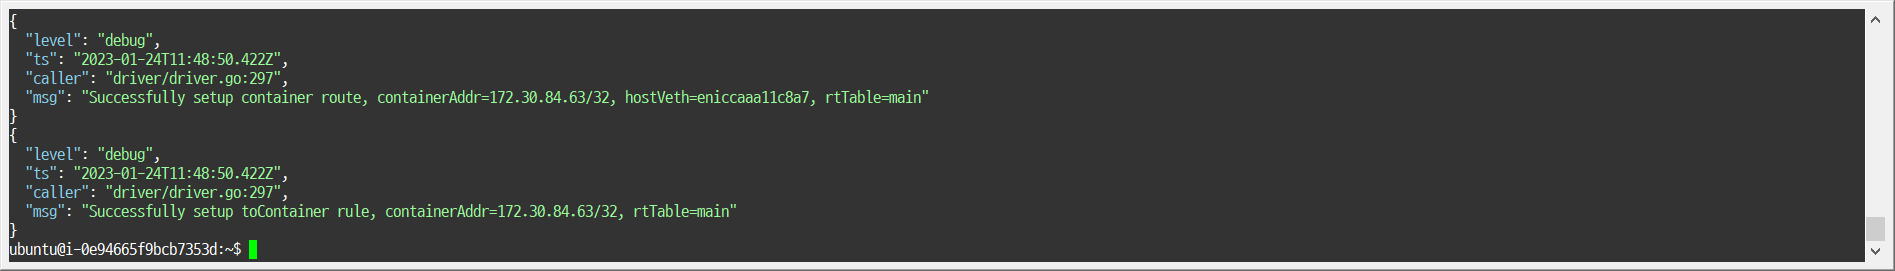 {
  "level": "debug",
  "ts": "2023-01-24T11:48:50.422Z",
  "caller": "driver/driver.go:297",
  "msg": "Successfully setup container route, containerAddr=172.30.84.63/32, hostVeth=eniccaaa11c8a7, rtTable=main"
}
{
  "level": "debug",
  "ts": "2023-01-24T11:48:50.422Z",
  "caller": "driver/driver.go:297",
  "msg": "Successfully setup toContainer rule, containerAddr=172.30.84.63/32, rtTable=main"
}
ubuntu@i-0e94665f9bcb7353d:~$